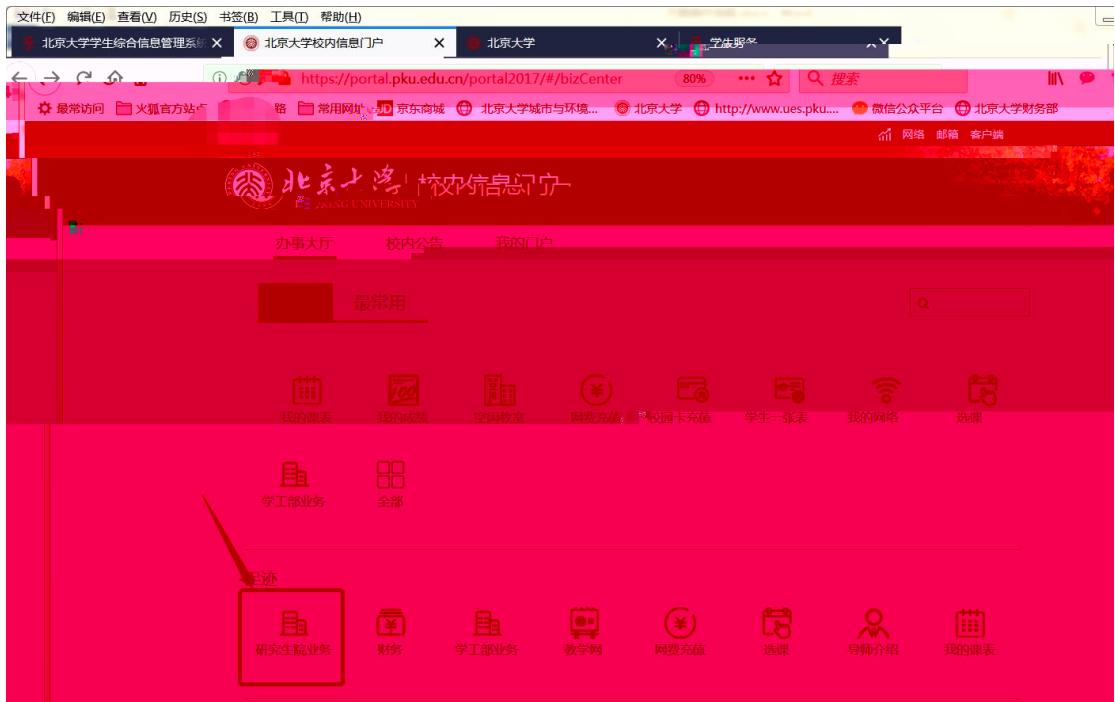 文件(F) 编辑(E) 查看(V) 历史(S) 书签(B) 工具(T) 帮助(H)
北京大学学生综合信息管理系统 北京大学校内信息门户 北京大学
https://portal.pku.edu.cn/portal2017/#/bizCenter 80% 搜索
最常访问 火狐官方站点 常用网址 JD 京东商城 北京大学城市与环境... 北京大学 http://www.ues.pku.... 微信公众平台 北京大学财务部
网络 邮箱 客户端
北京大学 校内信息门户
PEKING UNIVERSITY
办事大厅 校内公告 我的门户
最常用
我的课表 我的成绩 空闲教室 网费充值 校园卡充值 学生一张表 我的网络 选课
学工部业务 全部
足迹
研究生院业务 财务 学工部业务 教学网 网费充值 选课 导师介绍 我的课表